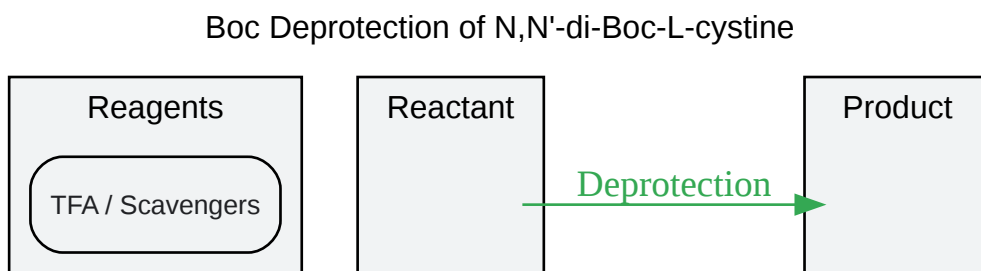 Boc Deprotection of N,N'-di-Boc-L-cystine
Reagents
Reactant
Product
TFA / Scavengers
Deprotection